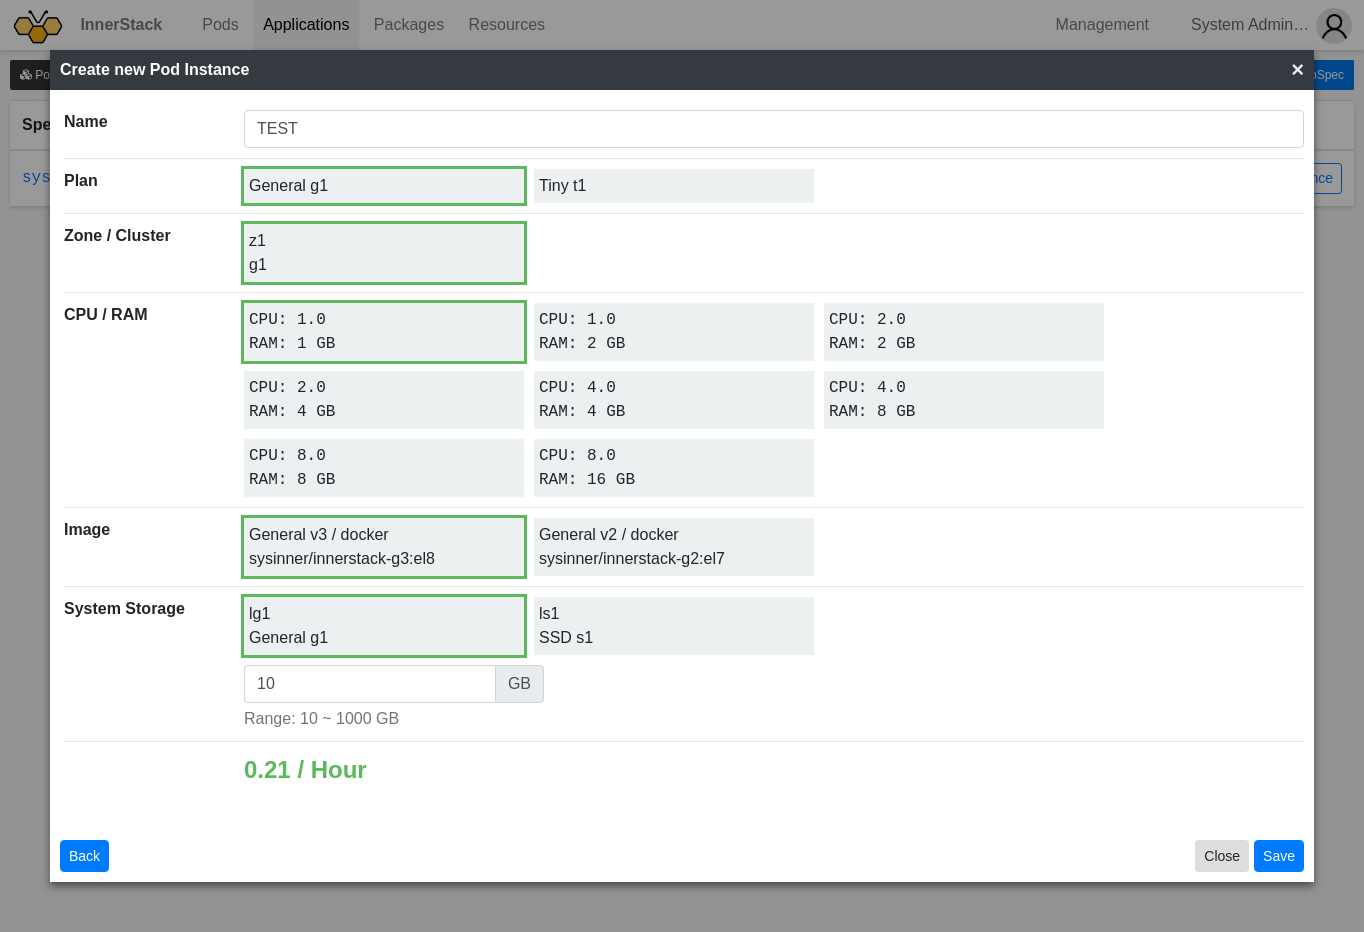 InnerStack Pods Applications Packages Resources Management System Admin...
Create new Pod Instance ×
Name TEST
Plan General g1 Tiny t1
Zone / Cluster z1
g1
CPU / RAM CPU: 1.0 CPU: 1.0 CPU: 2.0
RAM: 1 GB RAM: 2 GB RAM: 2 GB
CPU: 2.0 CPU: 4.0 CPU: 4.0
RAM: 4 GB RAM: 4 GB RAM: 8 GB
CPU: 8.0 CPU: 8.0
RAM: 8 GB RAM: 16 GB
Image General v3 / docker General v2 / docker
sysinner/innerstack-g3:el8 sysinner/innerstack-g2:el7
System Storage lg1 ls1
General g1 SSD s1
10 GB
Range: 10 ~ 1000 GB
0.21 / Hour
Back Close Save